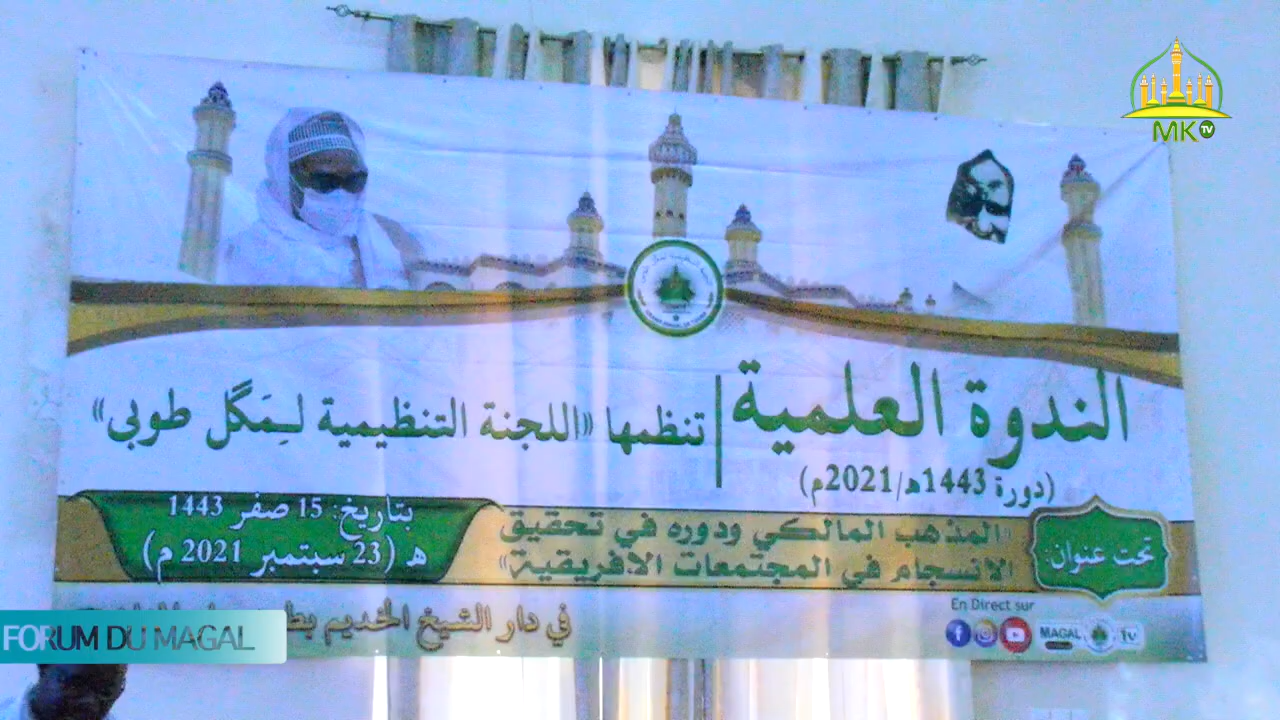 MK TV
الندوة العلمية
تنظمها «اللجنة التنظيمية لـِمَگل طوبى»
(دورة 1443ه/2021م)
تحت عنوان:
«المذهب المالكي ودوره في تحقيق
الانسجام في المجتمعات الافريقية»
بتاريخ: 15 صفر 1443
ه (23 سبتمبر 2021 م)
في دار الشيخ الخديم
En Direct sur
MAGAL Tv
FORUM DU MAGAL